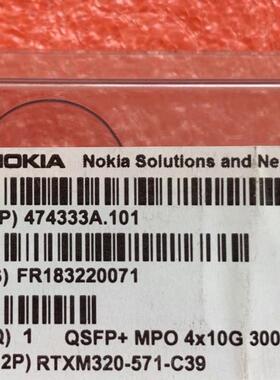 NOKIA Nokia Solutions and Ne
P) 474333A.101
S) FR183220071
Q) 1 QSFP+ MPO 4x10G 300
2P) RTXM320-571-C39